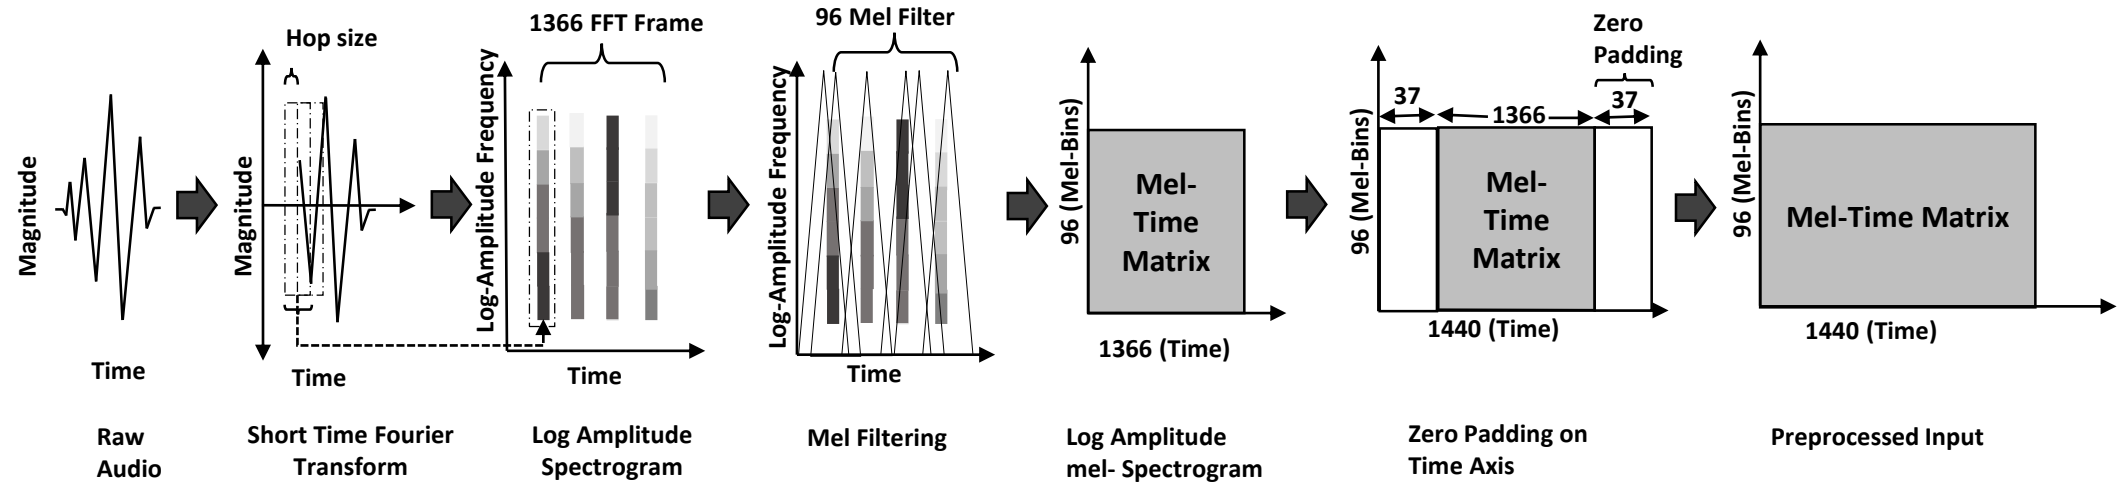 Magnitude
Time
Raw
Audio
Hop size
Magnitude
Time
Short Time Fourier
Transform
1366 FFT Frame
Log-Amplitude Frequency
Time
Log Amplitude
Spectrogram
96 Mel Filter
Log-Amplitude Frequency
Time
Mel Filtering
96 (Mel-Bins)
Mel-
Time
Matrix
1366 (Time)
Log Amplitude
mel- Spectrogram
Zero
Padding
37
1366
37
96 (Mel-Bins)
Mel-
Time
Matrix
1440 (Time)
Zero Padding on
Time Axis
96 (Mel-Bins)
Mel-Time Matrix
1440 (Time)
Preprocessed Input